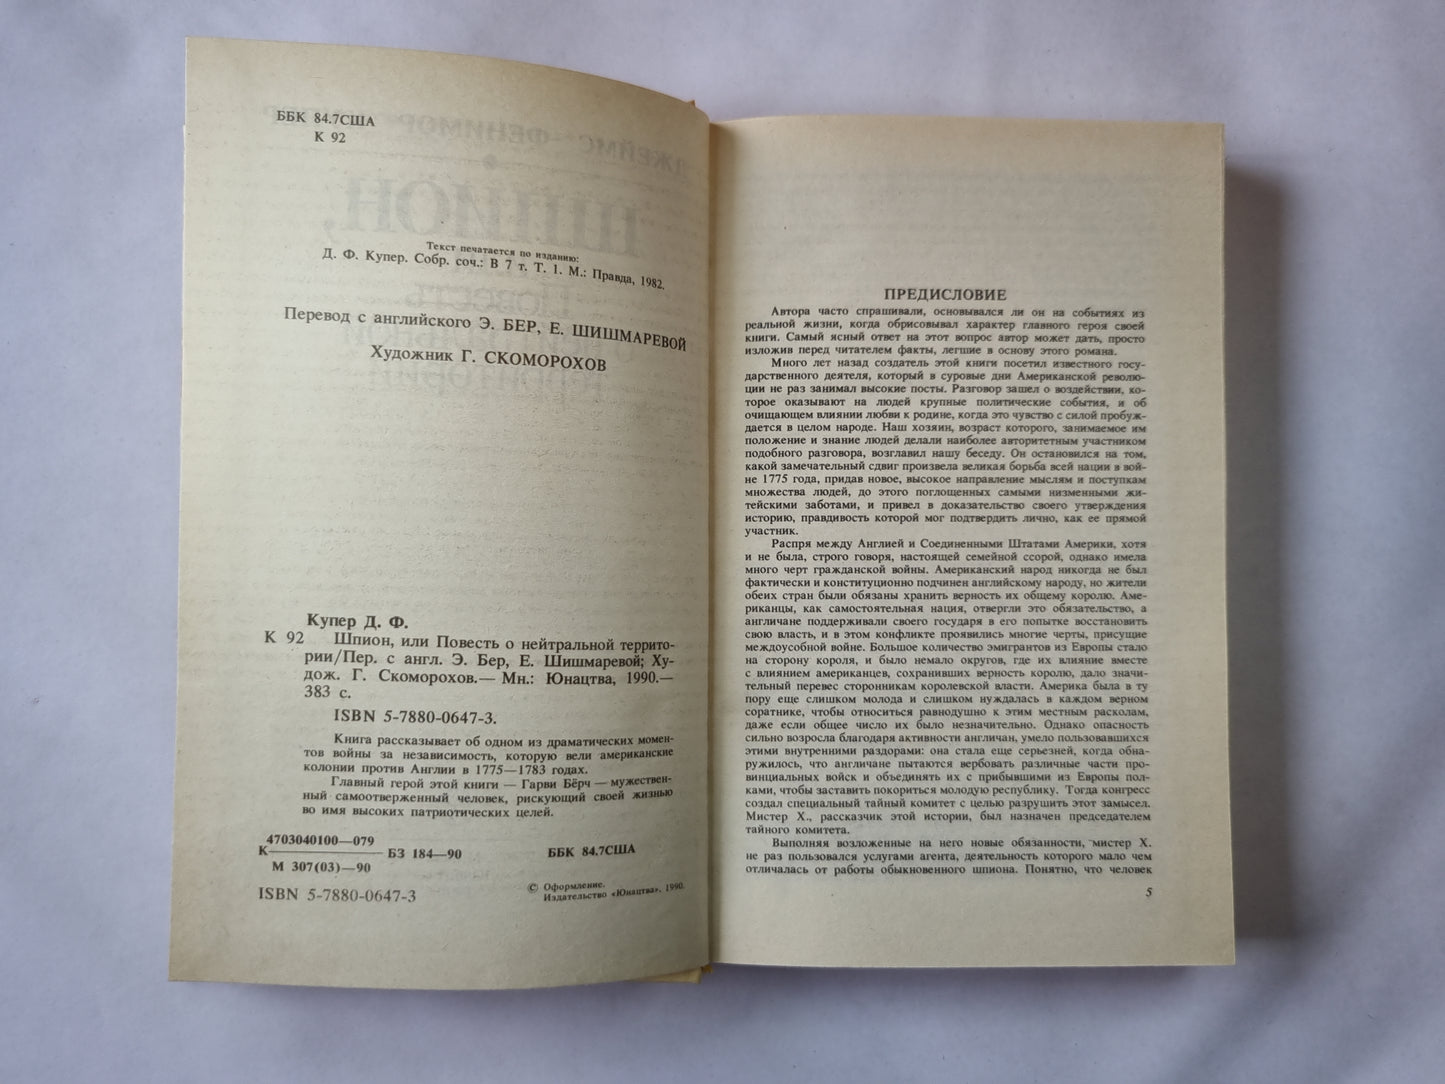 ББК 84.7США
К 92
Текст печатается по изданию:
Д. Ф. Купер. Собр. соч.: В 7 т. Т. 1. М.: Правда, 1982.
Перевод с английского Э. БЕР, Е. ШИШМАРЕВОЙ
Художник Г. СКОМОРОХОВ
Купер Д. Ф.
К 92 Шпион, или Повесть о нейтральной террито-
рии/Пер. с англ. Э. Бер, Е. Шишмаревой; Ху-
дож. Г. Скоморохов.— Мн.: Юнацтва, 1990.—
383 с.
ISBN 5-7880-0647-3.
Книга рассказывает об одном из драматических момен-
тов войны за независимость, которую вели американские
колонии против Англии в 1775—1783 годах.
Главный герой этой книги — Гарви Бёрч — мужествен-
ный самоотверженный человек, рискующий своей жизнью
во имя высоких патриотических целей.
4703040100—079
К БЗ 184—90 ББК 84.7США
М 307(03)—90
ISBN 5-7880-0647-3
© Оформление.
Издательство «Юнацтва», 1990.
ПРЕДИСЛОВИЕ
Автора часто спрашивали, основывался ли он на событиях из
реальной жизни, когда обрисовывал характер главного героя своей
книги. Самый ясный ответ на этот вопрос автор может дать, просто
изложив перед читателем факты, легшие в основу этого романа.
Много лет назад создатель этой книги посетил известного госу-
дарственного деятеля, который в суровые дни Американской револю-
ции не раз занимал высокие посты. Разговор зашел о воздействии, ко-
торое оказывают на людей крупные политические события, и об
очищающем влиянии любви к родине, когда это чувство с силой пробуж-
дается в целом народе. Наш хозяин, возраст которого, занимаемое им
положение и знание людей делали наиболее авторитетным участником
подобного разговора, возглавил нашу беседу. Он остановился на том,
какой замечательный сдвиг произвела великая борьба всей нации в вой-
не 1775 года, придав новое, высокое направление мыслям и поступкам
множества людей, до этого поглощенных самыми низменными жи-
тейскими заботами, и привел в доказательство своего утверждения
историю, правдивость которой мог подтвердить лично, как ее прямой
участник.
Распря между Англией и Соединенными Штатами Америки, хотя
и не была, строго говоря, настоящей семейной ссорой, однако имела
много черт гражданской войны. Американский народ никогда не был
фактически и конституционно подчинен английскому народу, но жители
обеих стран были обязаны хранить верность их общему королю. Аме-
риканцы, как самостоятельная нация, отвергли это обязательство, а
англичане поддерживали своего государя в его попытке восстановить
свою власть, и в этом конфликте проявились многие черты, присущие
междоусобной войне. Большое количество эмигрантов из Европы стало
на сторону короля, и было немало округов, где их влияние вместе
с влиянием американцев, сохранивших верность королю, дало значи-
тельный перевес сторонникам королевской власти. Америка была в ту
пору еще слишком молода и слишком нуждалась в каждом верном
соратнике, чтобы относиться равнодушно к этим местным расколам,
даже если общее число их было незначительно. Однако опасность
сильно возросла благодаря активности англичан, умело пользовавшихся
этими внутренними раздорами: она стала еще серьезней, когда обна-
ружилось, что англичане пытаются вербовать различные части про-
винциальных войск и объединять их с прибывшими из Европы пол-
ками, чтобы заставить покориться молодую республику. Тогда конгресс
создал специальный тайный комитет с целью разрушить этот замысел.
Мистер X., рассказчик этой истории, был назначен председателем
тайного комитета.
Выполняя возложенные на него новые обязанности, мистер X.
не раз пользовался услугами агента, деятельность которого мало чем
отличалась от работы обыкновенного шпиона. Понятно, что человек
5